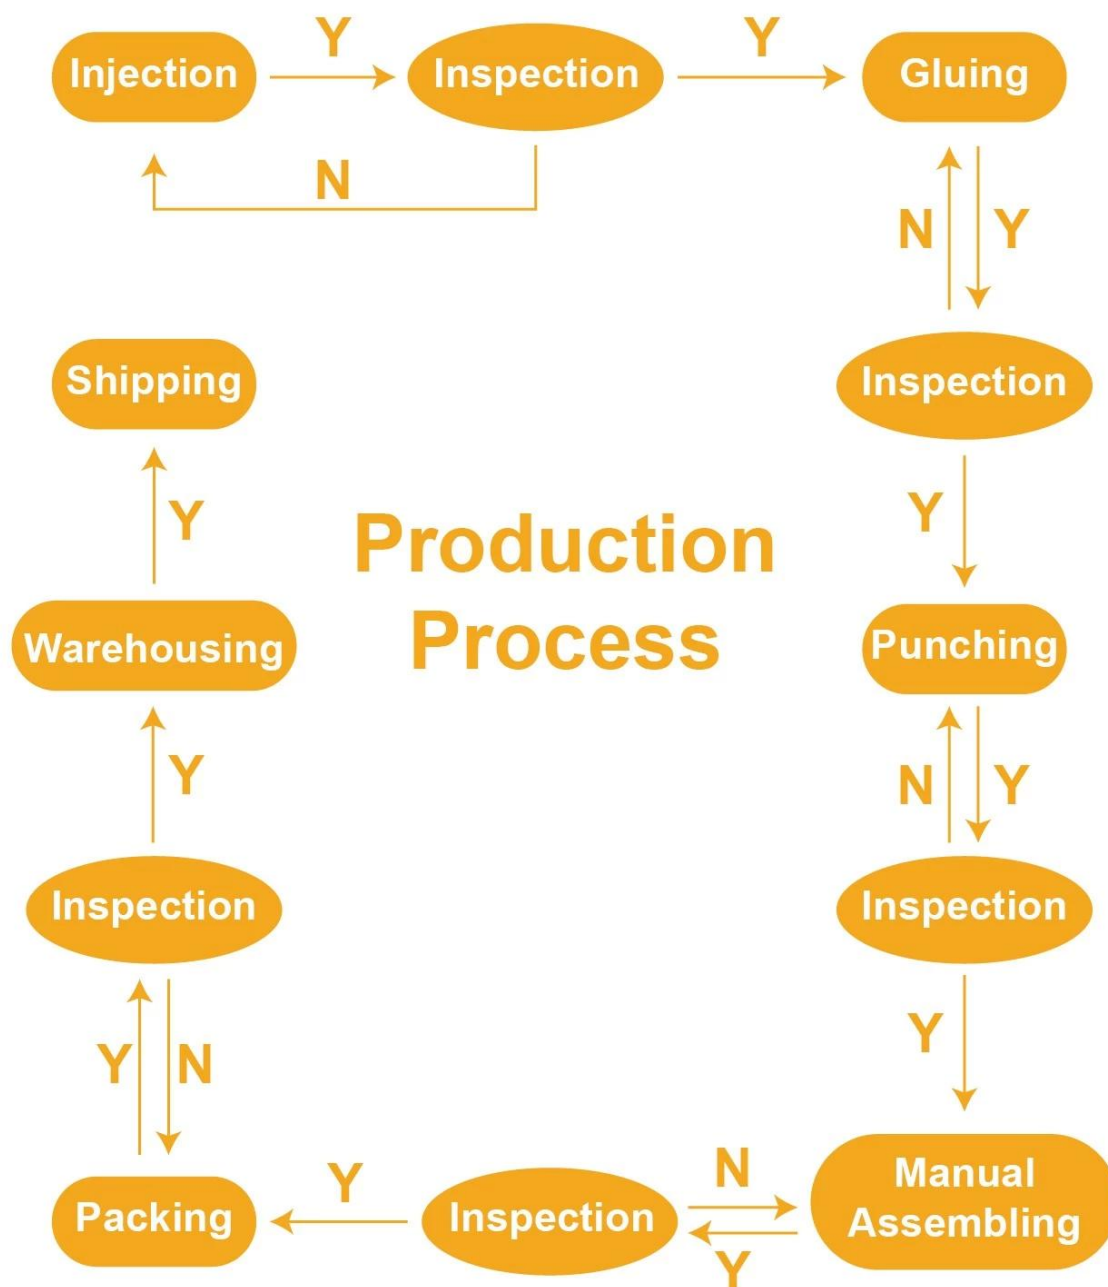 Injection
Y
Inspection
Y
Gluing
N
N
Y
Inspection
Y
Punching
N
Y
Inspection
Y
Manual
Assembling
N
Y
Inspection
Y
Packing
Y
N
Inspection
Y
Warehousing
Y
Shipping
Production
Process